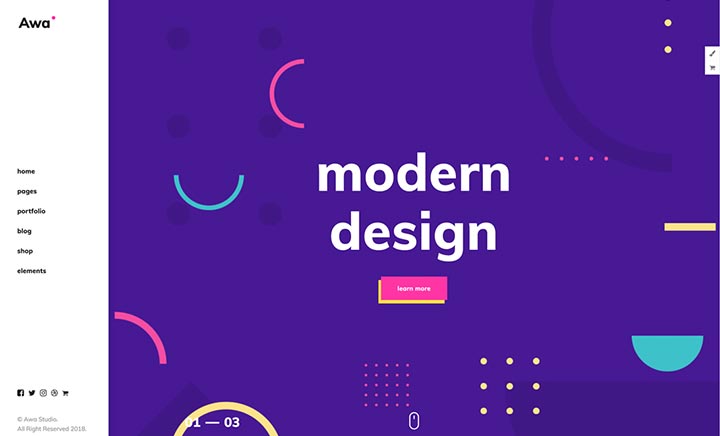 Awa
home
pages
portfolio
blog
shop
elements
© Awa Studio.
All Right Reserved 2018.
modern
design
learn more
01 — 03